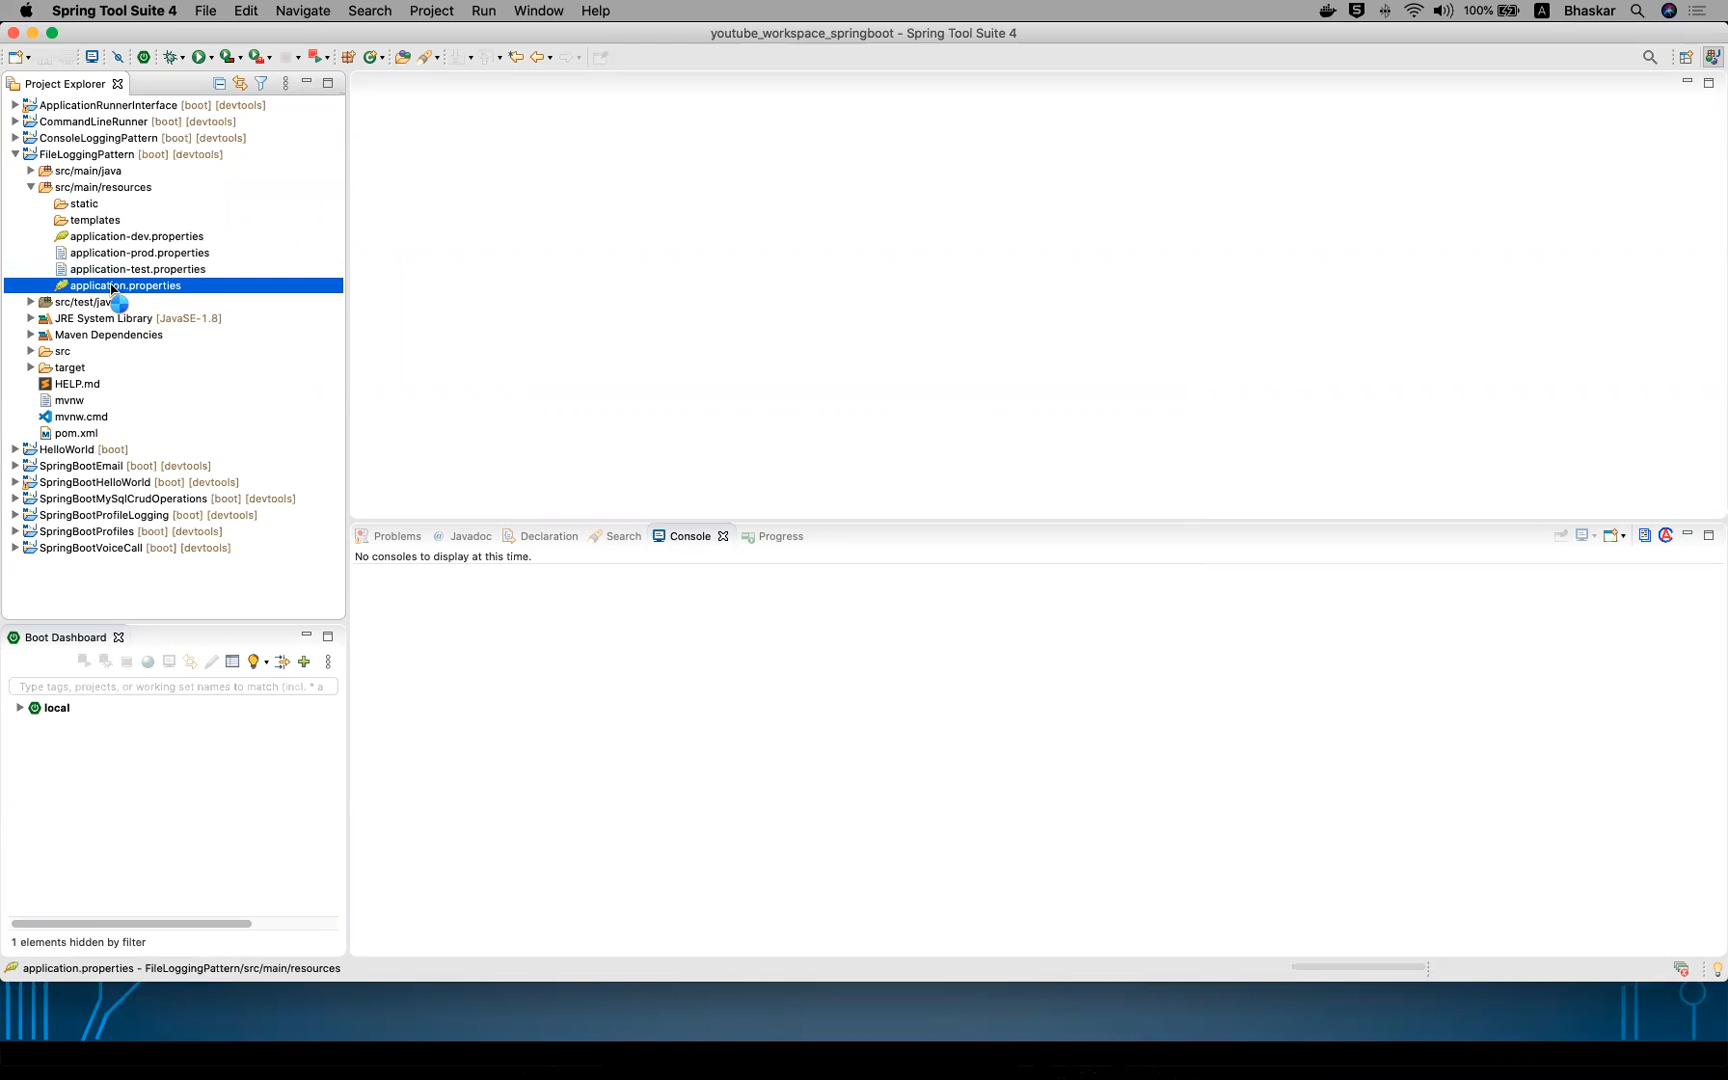 Spring Tool Suite 4 File Edit Navigate Search Project Run Window Help 100% A Bhaskar
youtube_workspace_springboot - Spring Tool Suite 4
Project Explorer
ApplicationRunnerInterface [boot] [devtools]
CommandLineRunner [boot] [devtools]
ConsoleLoggingPattern [boot] [devtools]
FileLoggingPattern [boot] [devtools]
src/main/java
src/main/resources
static
templates
application-dev.properties
application-prod.properties
application-test.properties
application.properties
src/test/jav
JRE System Library [JavaSE-1.8]
Maven Dependencies
src
target
HELP.md
mvnw
mvnw.cmd
pom.xml
HelloWorld [boot]
SpringBootEmail [boot] [devtools]
SpringBootHelloWorld [boot] [devtools]
SpringBootMySqlCrudOperations [boot] [devtools]
SpringBootProfileLogging [boot] [devtools]
SpringBootProfiles [boot] [devtools]
SpringBootVoiceCall [boot] [devtools]
Problems @ Javadoc Declaration Search Console Progress
No consoles to display at this time.
Boot Dashboard
Type tags, projects, or working set names to match (incl. * a
local
1 elements hidden by filter
application.properties - FileLoggingPattern/src/main/resources